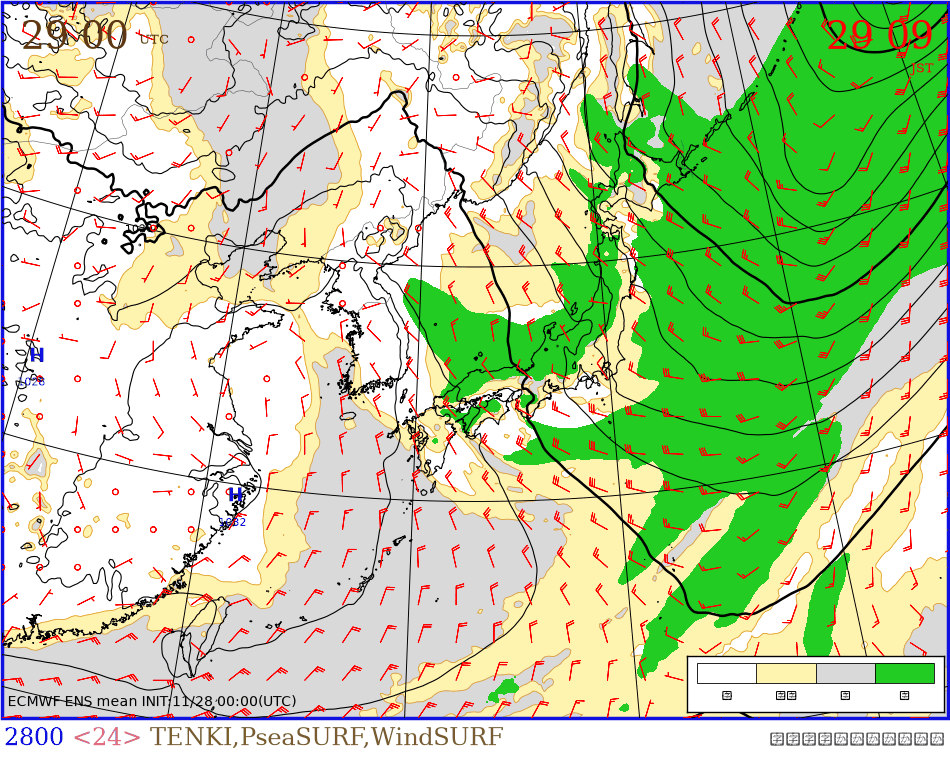 29 00 UTC
29 09 JST
H
1028
H
1032
ECMWF ENS mean INIT:11/28 00:00(UTC)
2800 <24> TENKI,PseaSURF,WindSURF